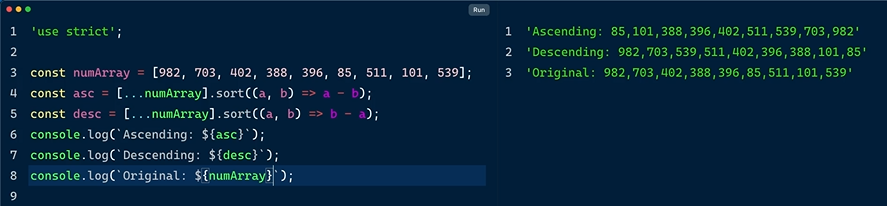 Run
1 'use strict';
2
3 const numArray = [982, 703, 402, 388, 396, 85, 511, 101, 539];
4 const asc = [...numArray].sort((a, b) => a - b);
5 const desc = [...numArray].sort((a, b) => b - a);
6 console.log(`Ascending: ${asc}`);
7 console.log(`Descending: ${desc}`);
8 console.log(`Original: ${numArray}`);
9
1 'Ascending: 85,101,388,396,402,511,539,703,982'
2 'Descending: 982,703,539,511,402,396,388,101,85'
3 'Original: 982,703,402,388,396,85,511,101,539'